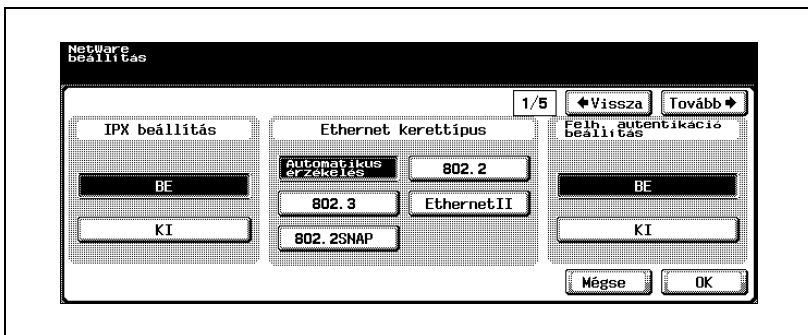 NetWare
beállítás
1/5
Vissza
Tovább
IPX beállítás
Ethernet kerettípus
Felh. autentikáció
beállítás
Automatikus
érzékelés
802.2
BE
BE
802.3
EthernetII
KI
KI
802.2SNAP
Mégse
OK